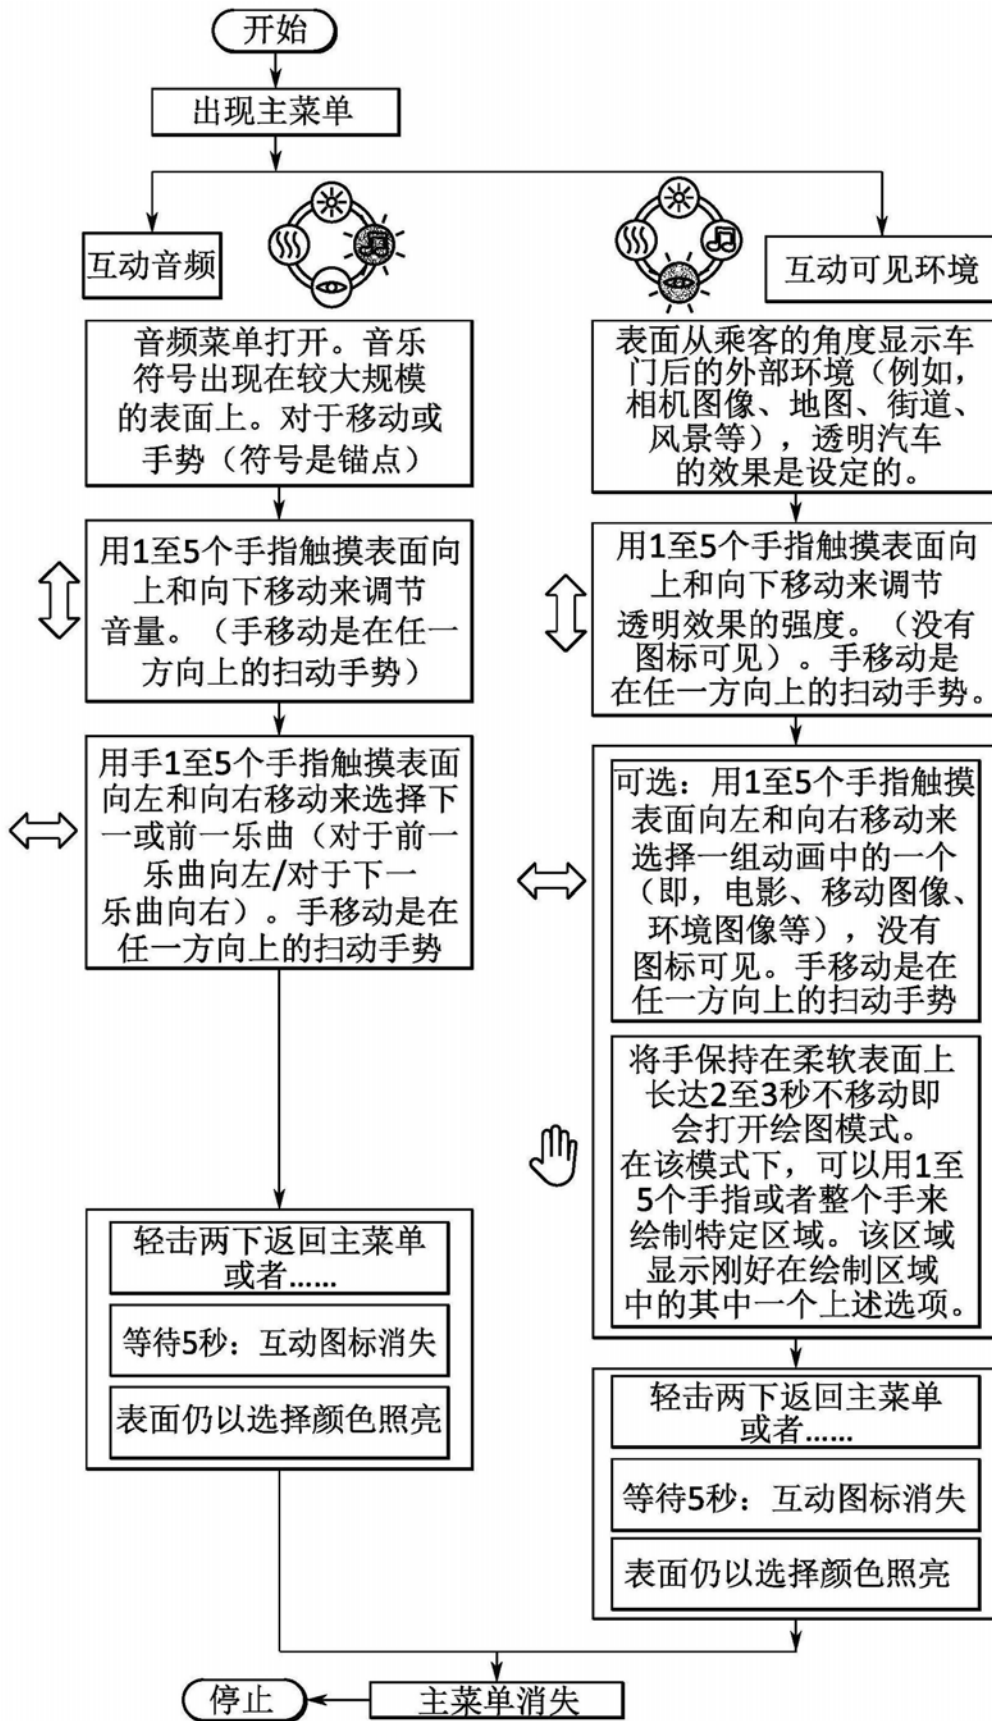 开始
出现主菜单
互动音频
互动可见环境
音频菜单打开。音乐
符号出现在较大规模
的表面上。对于移动或
手势（符号是锚点）
用1至5个手指触摸表面向
上和向下移动来调节
音量。（手移动是在任一
方向上的扫动手势）
用手1至5个手指触摸表面
向左和向右移动来选择下
一或前一乐曲（对于前一
乐曲向左/对于下一
乐曲向右）。手移动是在
任一方向上的扫动手势
轻击两下返回主菜单
或者......
等待5秒：互动图标消失
表面仍以选择颜色照亮
表面从乘客的角度显示车
门后的外部环境（例如，
相机图像、地图、街道、
风景等），透明汽车
的效果是设定的。
用1至5个手指触摸表面向
上和向下移动来调节
透明效果的强度。（没有
图标可见）。手移动是
在任一方向上的扫动手势。
可选：用1至5个手指触摸
表面向左和向右移动来
选择一组动画中的一个
（即，电影、移动图像、
环境图像等），没有
图标可见。手移动是在
任一方向上的扫动手势
将手保持在柔软表面上
长达2至3秒不移动即
会打开绘图模式。
在该模式下，可以用1至
5个手指或者整个手来
绘制特定区域。该区域
显示刚好在绘制区域
中的其中一个上述选项。
轻击两下返回主菜单
或者......
等待5秒：互动图标消失
表面仍以选择颜色照亮
主菜单消失
停止